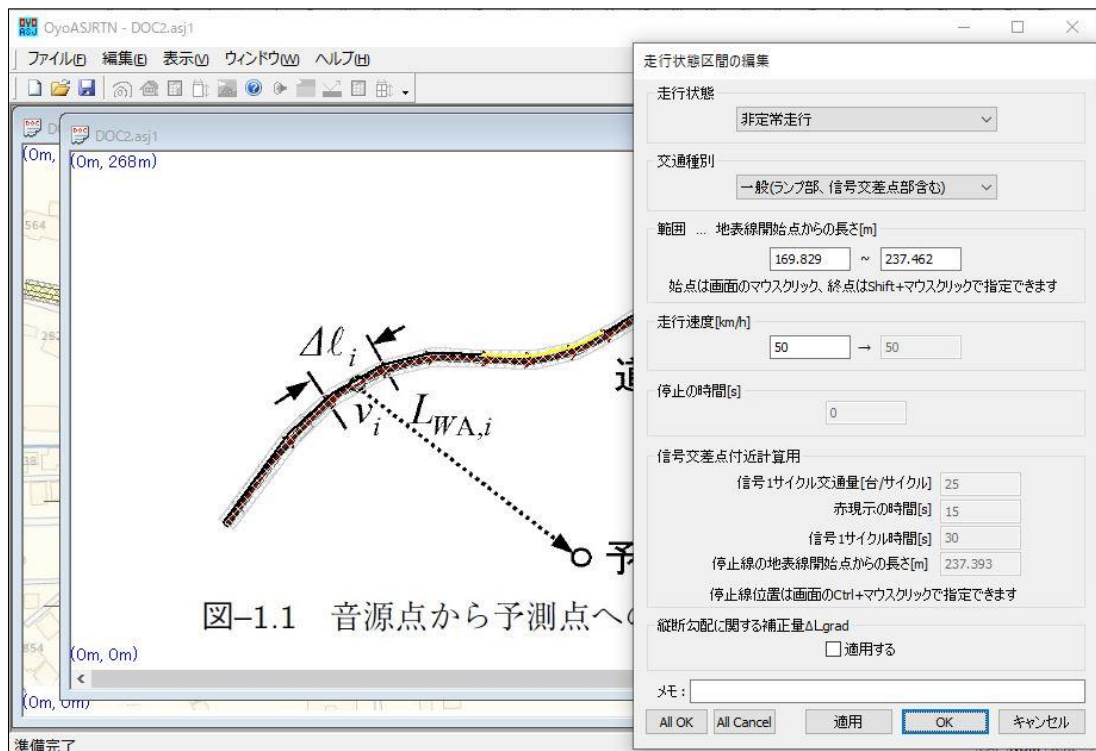 OyoASJRTN - DOC2.asj1
ファイル(F) 編集(E) 表示(V) ウィンドウ(W) ヘルプ(H)
DOC2.asj1
(0m,
(0m, 268m)
564
282
38
854
Δℓ i
v i
L WA,i
予
図–1.1 音源点から予測点への
(0m, 0m)
(0m, 0m)
準備完了
走行状態区間の編集
走行状態
非定常走行
交通種別
一般(ランプ部、信号交差点部含む)
範囲 ... 地表線開始点からの長さ[m]
169.829 ~ 237.462
始点は画面のマウスクリック、終点はShift+マウスクリックで指定できます
走行速度[km/h]
50 → 50
停止の時間[s]
0
信号交差点付近計算用
信号1サイクル交通量[台/サイクル] 25
赤現示の時間[s] 15
信号1サイクル時間[s] 30
停止線の地表線開始点からの長さ[m] 237.393
停止線位置は画面のCtrl+マウスクリックで指定できます
縦断勾配に関する補正量ΔLgrad
適用する
メモ :
All OK All Cancel 適用 OK キャンセル